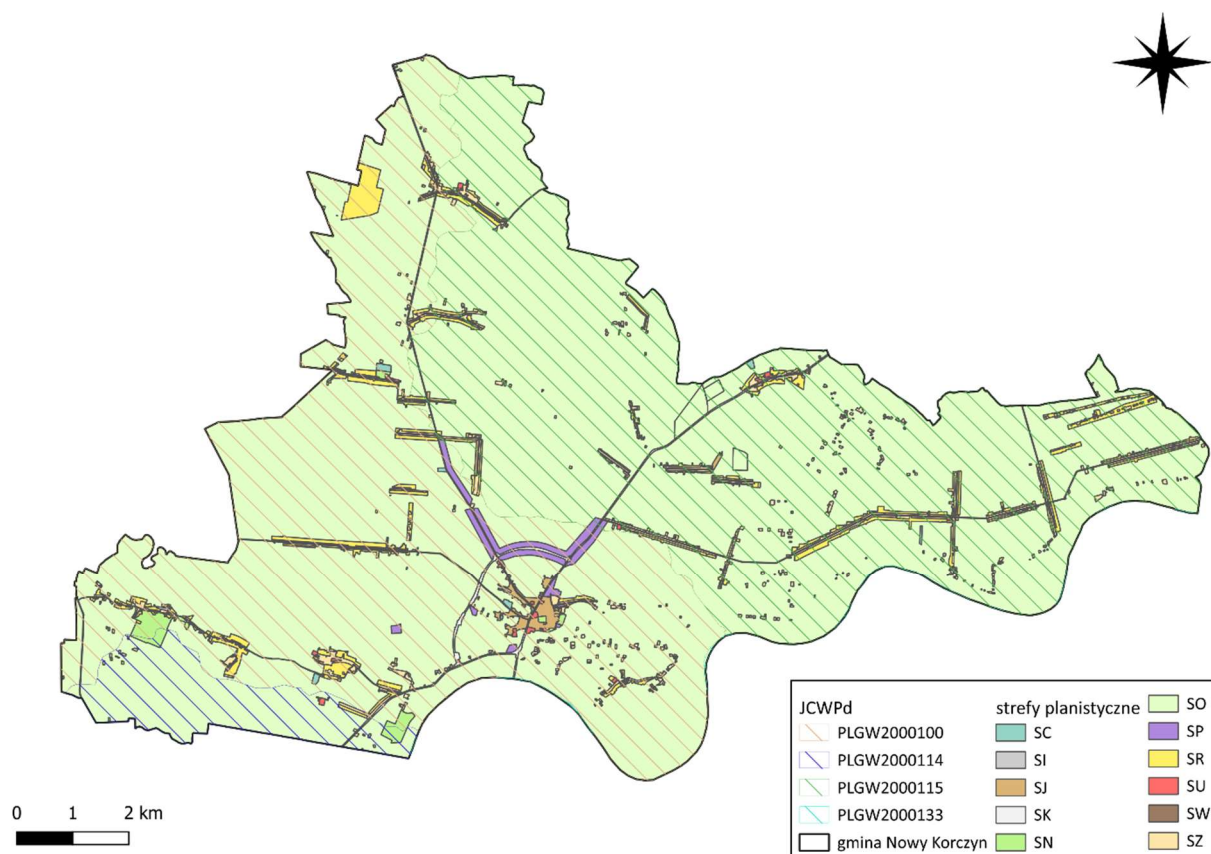 0 1 2 km
JCWPd
PLGW2000100
PLGW2000114
PLGW2000115
PLGW2000133
gmina Nowy Korczyn
strefy planistyczne
SC
SI
SJ
SK
SN
SO
SP
SR
SU
SW
SZ